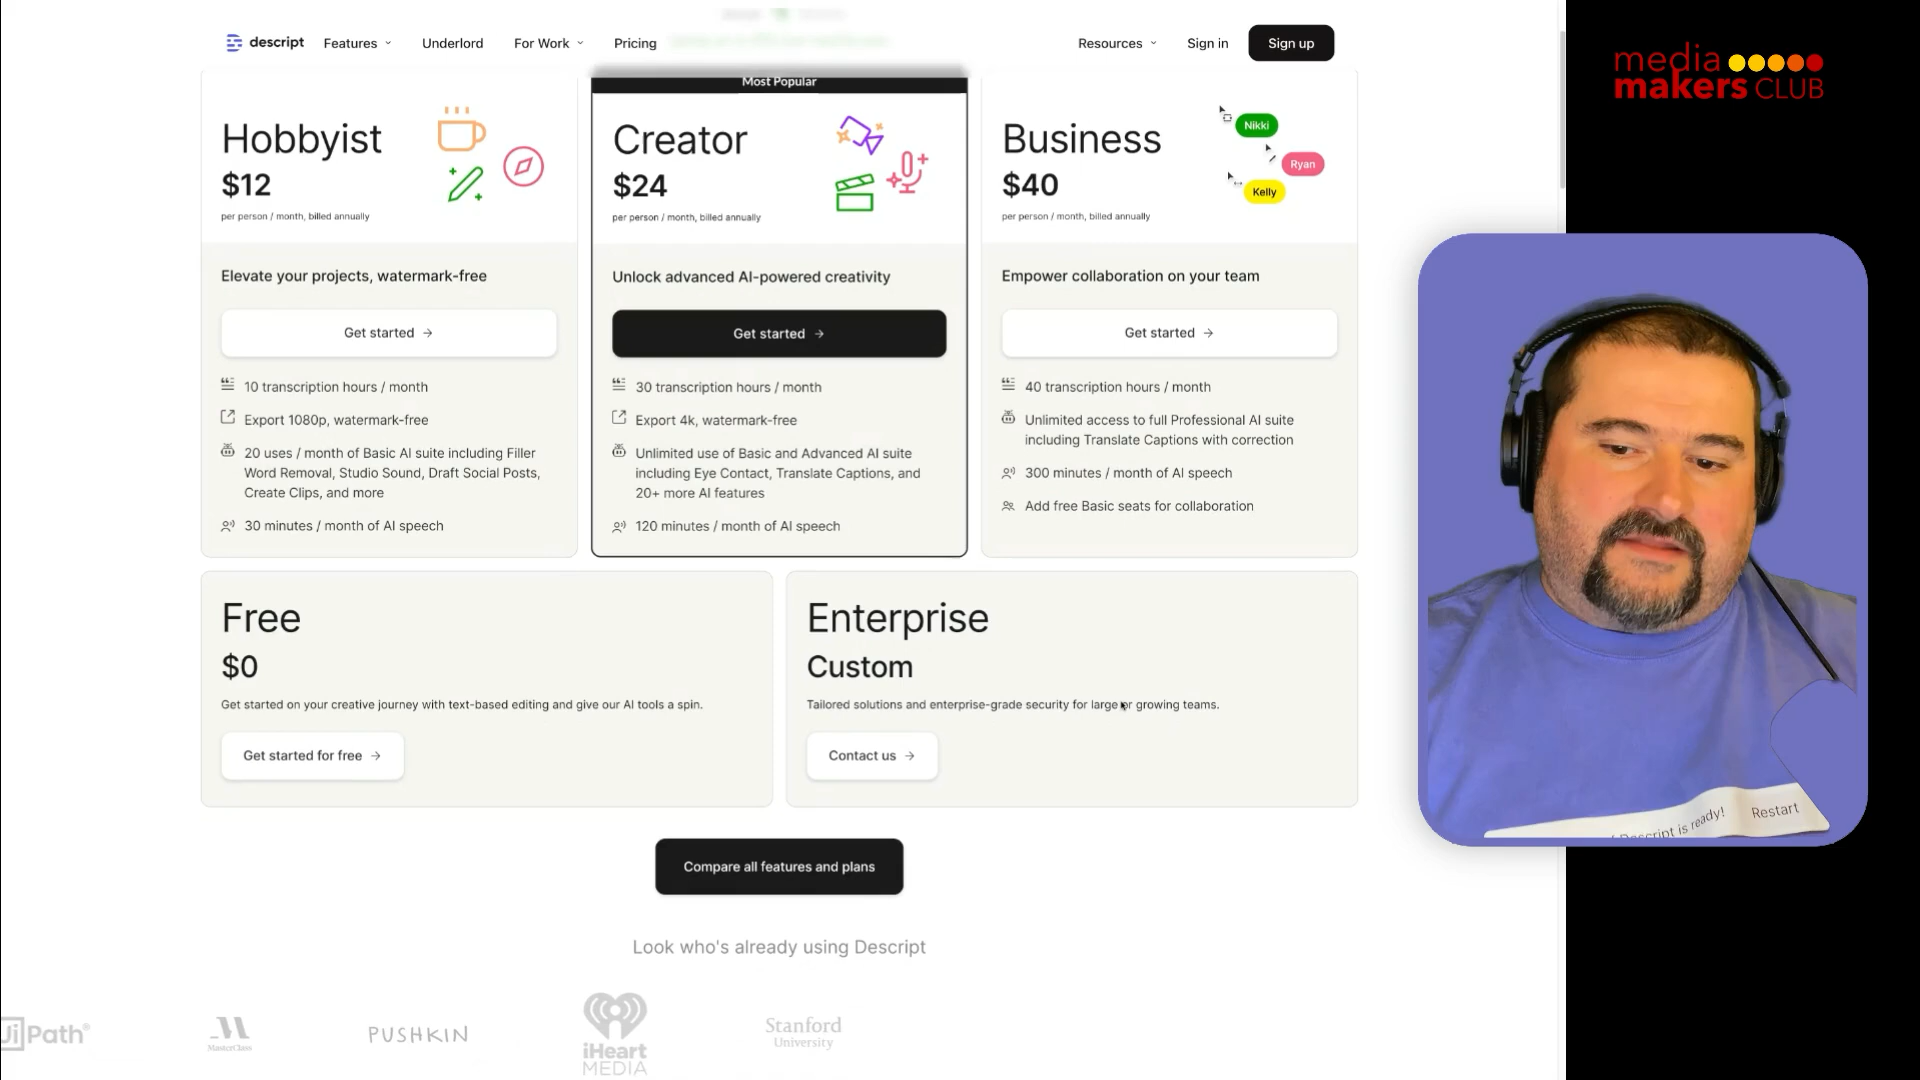 descript
Features
Underlord
For Work
Pricing
Resources
Sign in
Sign up
media
makers CLUB
Most Popular
Hobbyist
$12
per person / month, billed annually
Elevate your projects, watermark-free
Get started →
10 transcription hours / month
Export 1080p, watermark-free
20 uses / month of Basic AI suite including Filler
Word Removal, Studio Sound, Draft Social Posts,
Create Clips, and more
30 minutes / month of AI speech
Creator
$24
per person / month, billed annually
Unlock advanced AI-powered creativity
Get started →
30 transcription hours / month
Export 4k, watermark-free
Unlimited use of Basic and Advanced AI suite
including Eye Contact, Translate Captions, and
20+ more AI features
120 minutes / month of AI speech
Business
$40
per person / month, billed annually
Nikki
Ryan
Kelly
Empower collaboration on your team
Get started →
40 transcription hours / month
Unlimited access to full Professional AI suite
including Translate Captions with correction
300 minutes / month of AI speech
Add free Basic seats for collaboration
Free
$0
Get started on your creative journey with text-based editing and give our AI tools a spin.
Get started for free →
Enterprise
Custom
Tailored solutions and enterprise-grade security for large or growing teams.
Contact us →
Descript is ready! Restart
Compare all features and plans
Look who's already using Descript
UiPath®
MasterClass
PUSHKIN
iHeart
MEDIA
Stanford
University